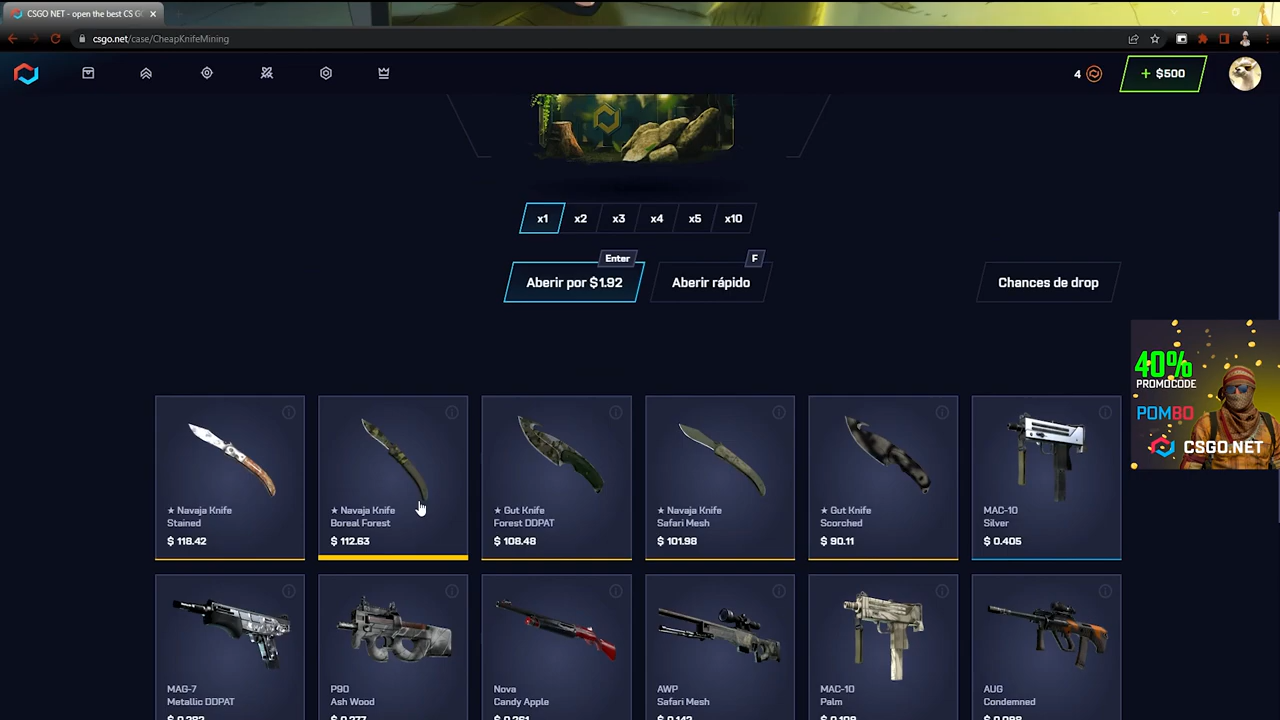 CSGO.NET - open the best CS G
csgo.net/case/CheapKnifeMining
4
+ $500
x1
x2
x3
x4
x5
x10
Enter
F
Aberir por $1.92
Aberir rápido
Chances de drop
40%
PROMOCODE
POMBO
CSGO.NET
★ Navaja Knife
Stained
$ 118.42
★ Navaja Knife
Boreal Forest
$ 112.63
★ Gut Knife
Forest DDPAT
$ 108.48
★ Navaja Knife
Safari Mesh
$ 101.98
★ Gut Knife
Scorched
$ 90.11
MAC-10
Silver
$ 0.405
MAG-7
Metallic DDPAT
P90
Ash Wood
Nova
Candy Apple
AWP
Safari Mesh
MAC-10
Palm
AUG
Condemned